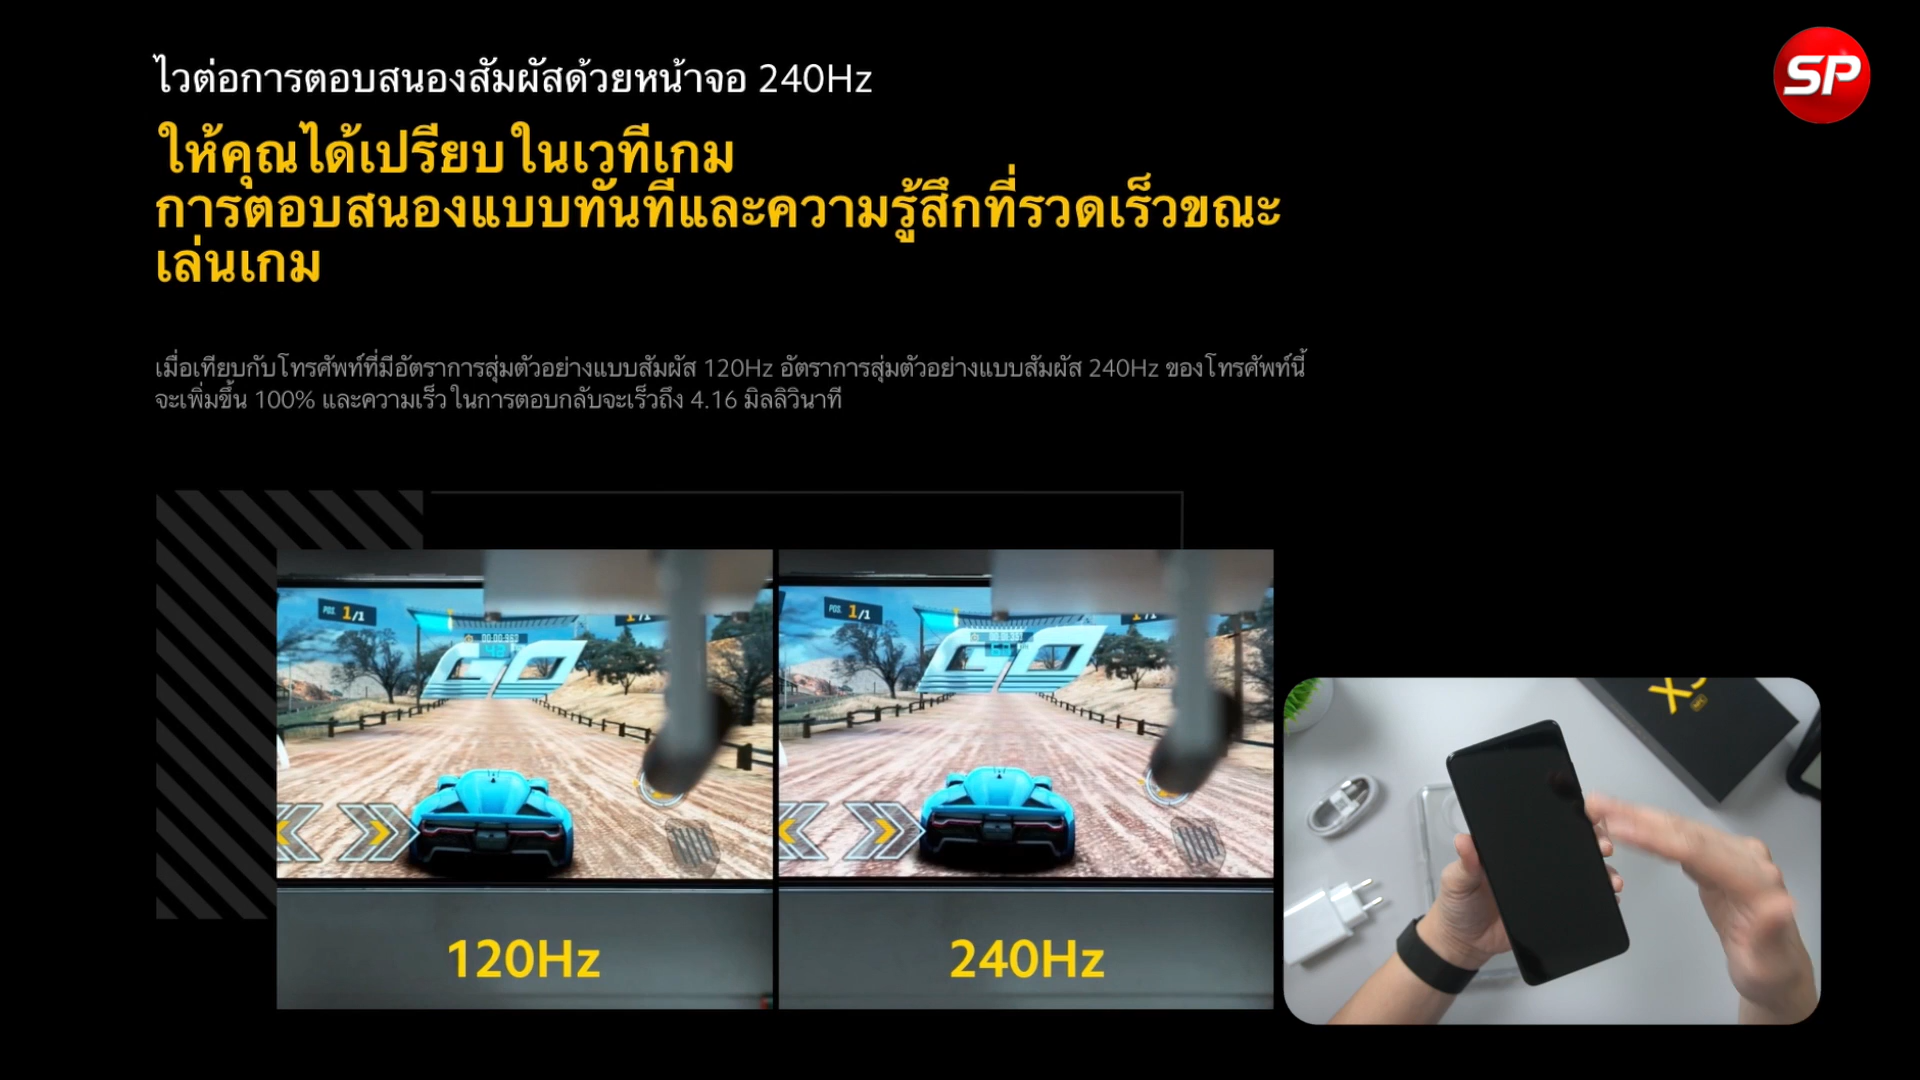 ไวต่อการตอบสนองสัมผัสด้วยหน้าจอ 240Hz
SP
ให้คุณได้เปรียบในเวทีเกม
การตอบสนองแบบทันทีและความรู้สึกที่รวดเร็วขณะ
เล่นเกม
เมื่อเทียบกับโทรศัพท์ที่มีอัตราการสุ่มตัวอย่างแบบสัมผัส 120Hz อัตราการสุ่มตัวอย่างแบบสัมผัส 240Hz ของโทรศัพท์นี้
จะเพิ่มขึ้น 100% และความเร็วในการตอบกลับจะเร็วถึง 4.16 มิลลิวินาที
POS. 1/1
GO
POS. 1/1
GO
120Hz
240Hz